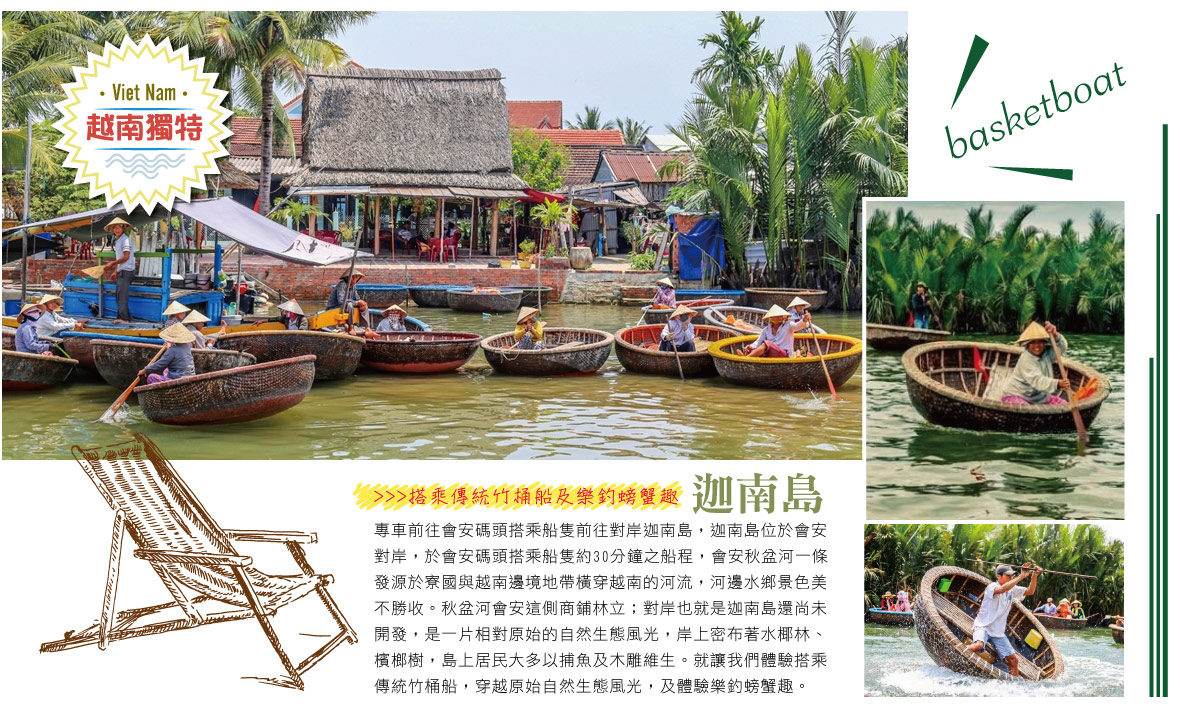 · Viet Nam ·
越南獨特
basketboat
>>>搭乘傳統竹桶船及樂釣螃蟹趣
迦南島
專車前往會安碼頭搭乘船隻前往對岸迦南島，迦南島位於會安
對岸，於會安碼頭搭乘船隻約30分鐘之船程，會安秋盆河一條
發源於寮國與越南邊境地帶橫穿越南的河流，河邊水鄉景色美
不勝收。秋盆河會安這側商鋪林立；對岸也就是迦南島還尚未
開發，是一片相對原始的自然生態風光，岸上密布著水椰林、
檳榔樹，島上居民大多以捕魚及木雕維生。就讓我們體驗搭乘
傳統竹桶船，穿越原始自然生態風光，及體驗樂釣螃蟹趣。